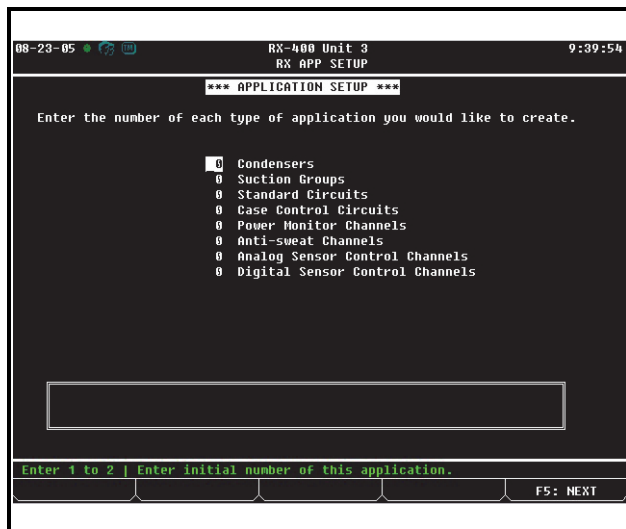 08-23-05 RX-400 Unit 3 9:39:54
RX APP SETUP
*** APPLICATION SETUP ***
Enter the number of each type of application you would like to create.
0 Condensers
0 Suction Groups
0 Standard Circuits
0 Case Control Circuits
0 Power Monitor Channels
0 Anti-sweat Channels
0 Analog Sensor Control Channels
0 Digital Sensor Control Channels
Enter 1 to 2 | Enter initial number of this application.
F5: NEXT